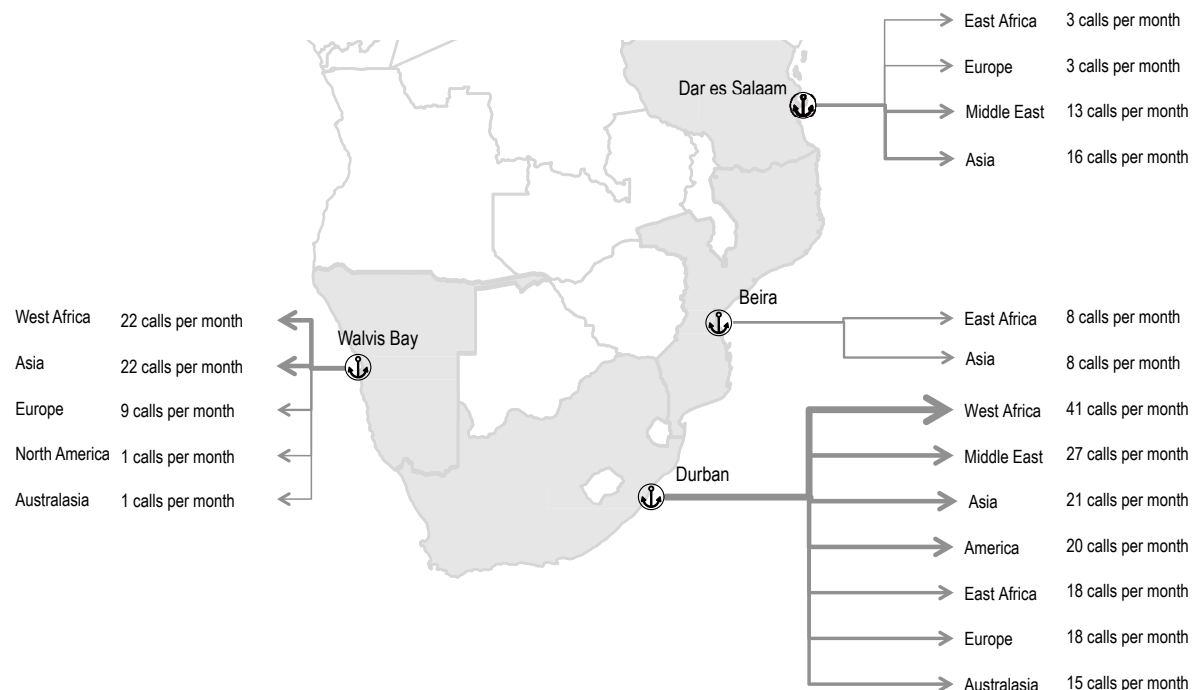 East Africa 3 calls per month
Europe 3 calls per month
Dar es Salaam
Middle East 13 calls per month
Asia 16 calls per month
Beira
East Africa 8 calls per month
Asia 8 calls per month
West Africa 22 calls per month
Walvis Bay
Asia 22 calls per month
Europe 9 calls per month
North America 1 calls per month
Australasia 1 calls per month
Durban
West Africa 41 calls per month
Middle East 27 calls per month
Asia 21 calls per month
America 20 calls per month
East Africa 18 calls per month
Europe 18 calls per month
Australasia 15 calls per month